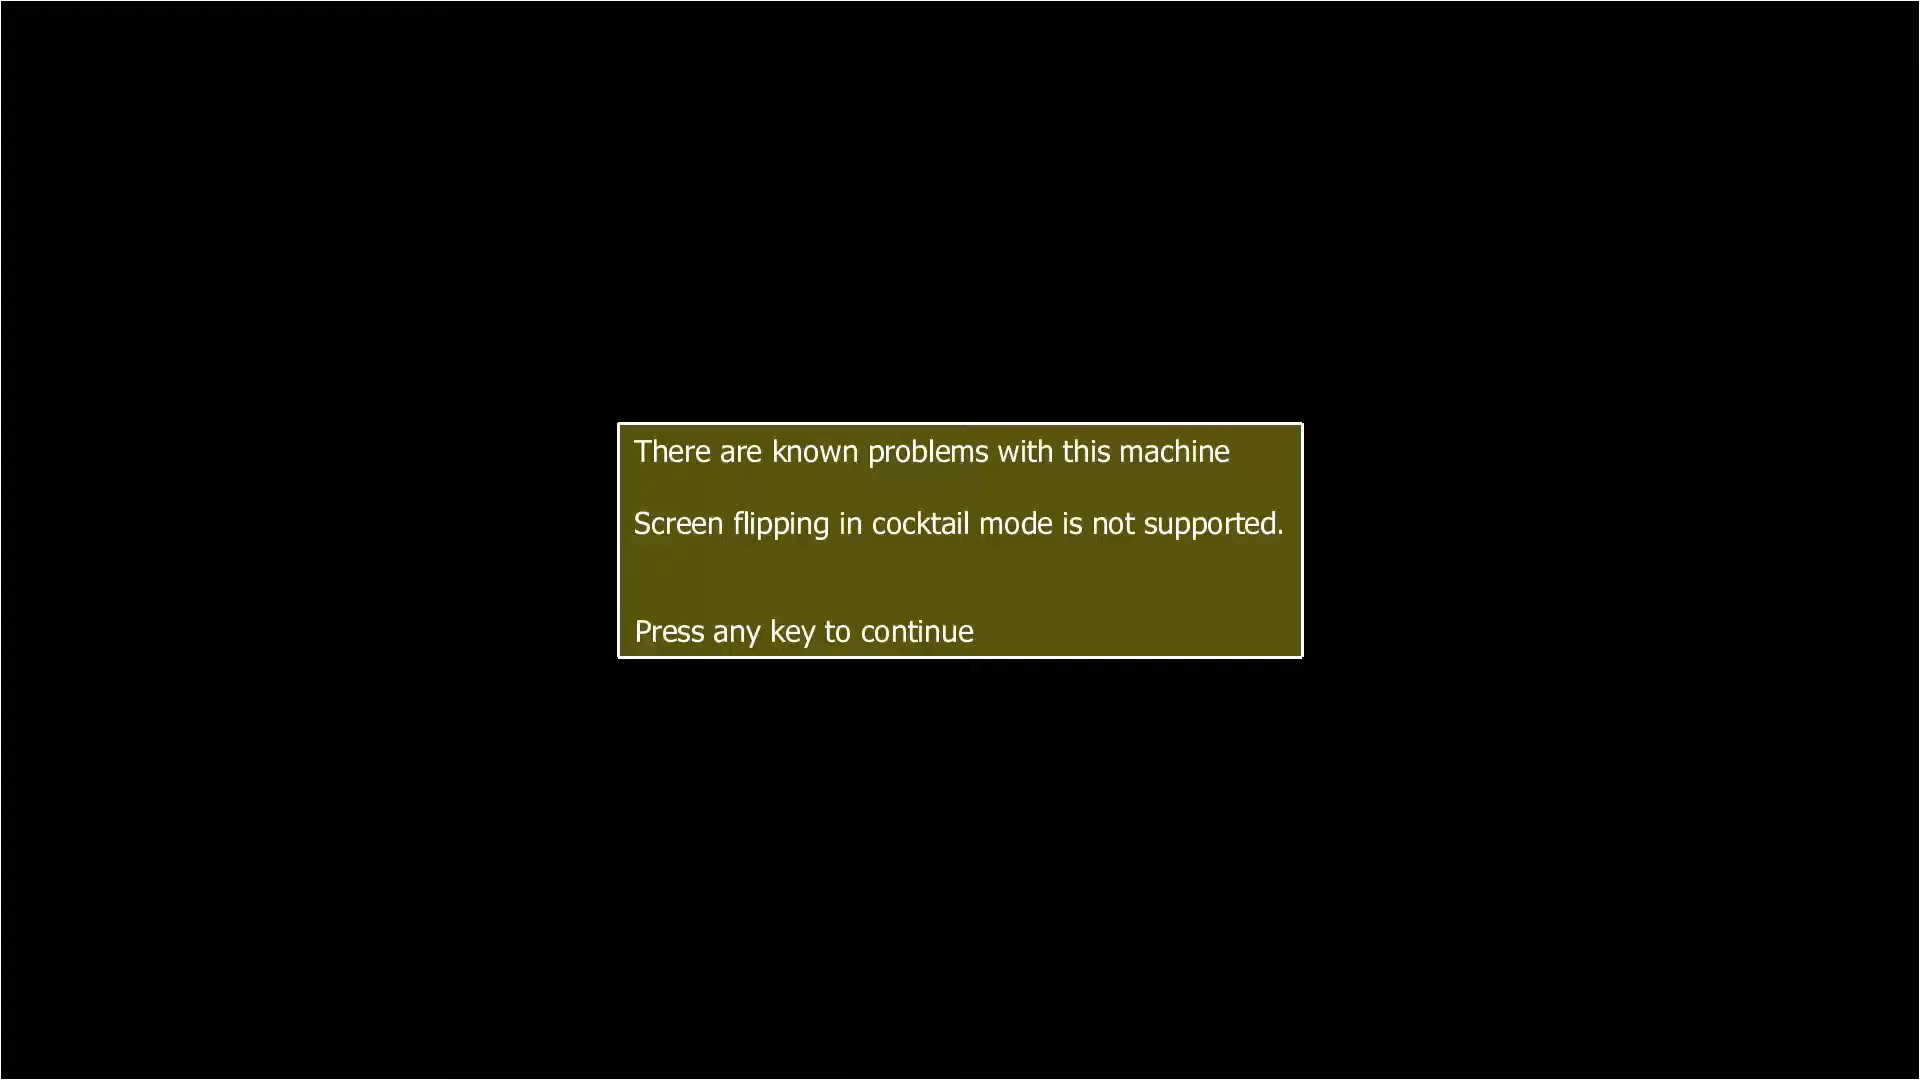 There are known problems with this machine
Screen flipping in cocktail mode is not supported.
Press any key to continue